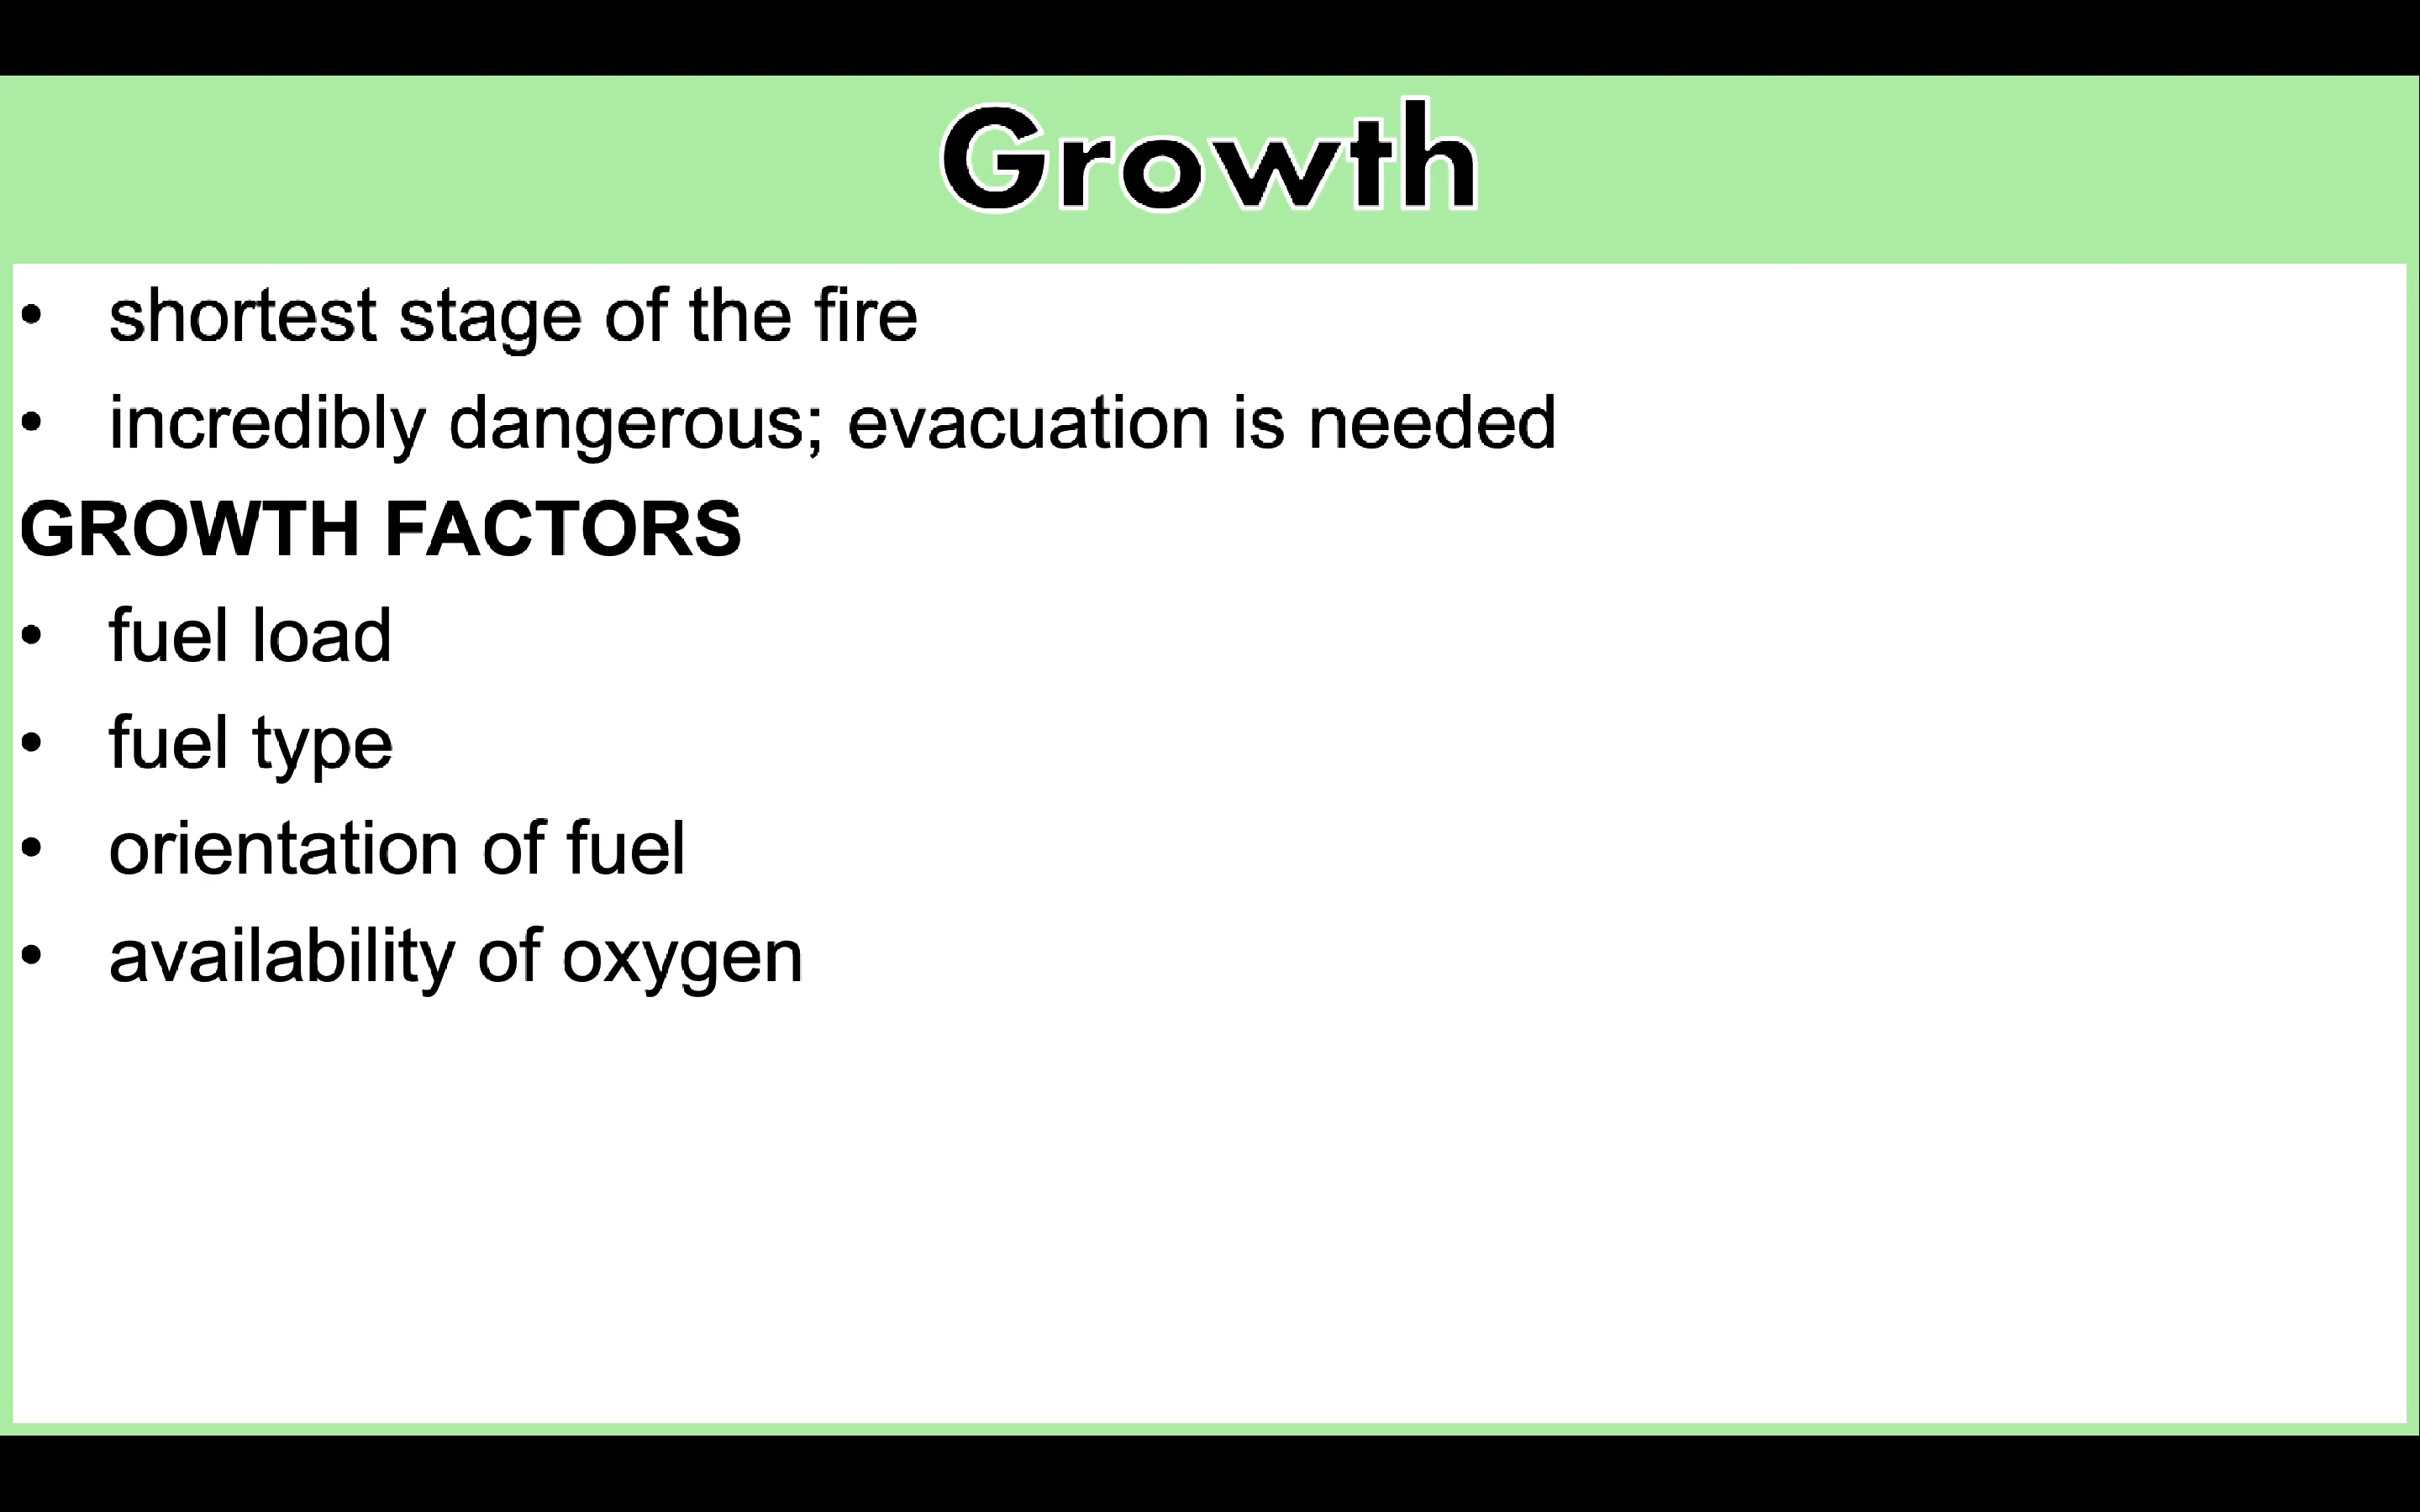 Growth
• shortest stage of the fire
• incredibly dangerous; evacuation is needed
GROWTH FACTORS
• fuel load
• fuel type
• orientation of fuel
• availability of oxygen